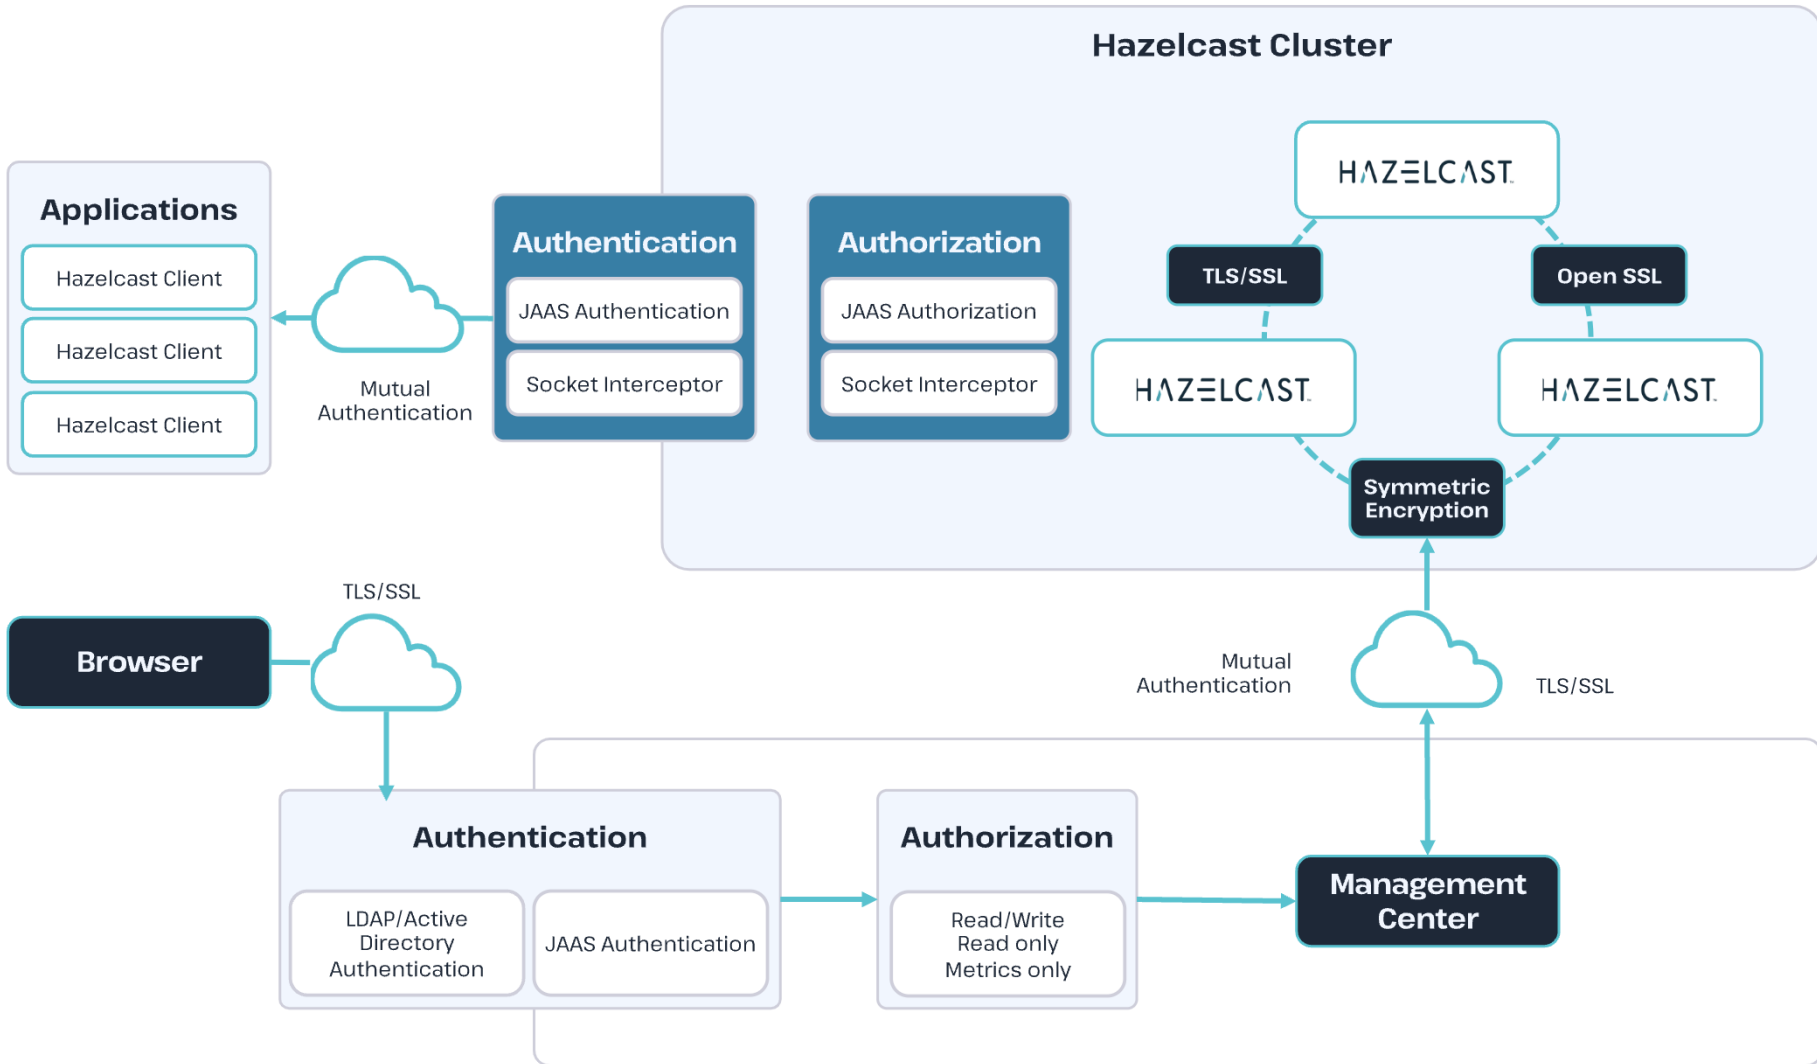 Hazelcast Cluster
HAZELCAST
TLS/SSL
Open SSL
HAZELCAST
HAZELCAST
Symmetric
Encryption
Applications
Hazelcast Client
Hazelcast Client
Hazelcast Client
Mutual
Authentication
Authentication
JAAS Authentication
Socket Interceptor
Authorization
JAAS Authorization
Socket Interceptor
Browser
TLS/SSL
Mutual
Authentication
TLS/SSL
Authentication
LDAP/Active
Directory
Authentication
JAAS Authentication
Authorization
Read/Write
Read only
Metrics only
Management
Center